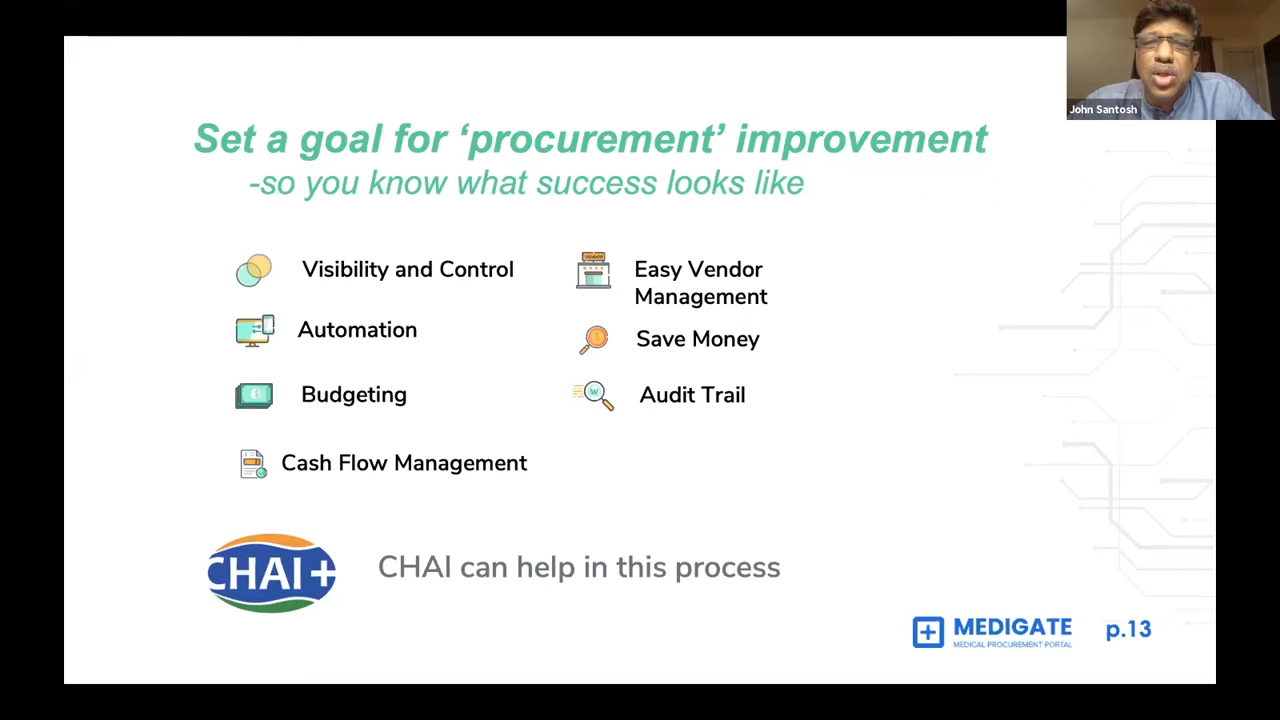 John Santosh
Set a goal for ‘procurement’ improvement
-so you know what success looks like
Visibility and Control
Automation
Budgeting
Cash Flow Management
VENDOR
Easy Vendor
Management
Save Money
W
Audit Trail
CHAI+
CHAI can help in this process
MEDIGATE
MEDICAL PROCUREMENT PORTAL
p.13